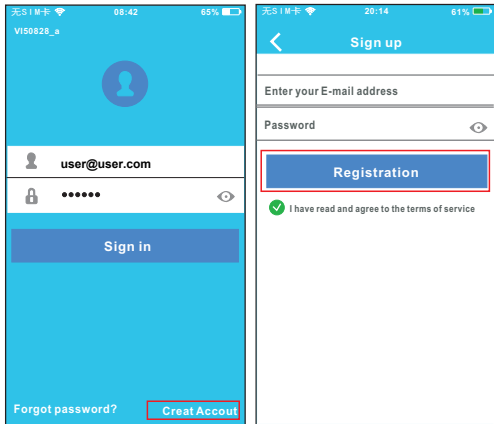 无SIM卡 08:42 65%
VI50828_a
user@user.com
••••••
Sign in
Forgot password? Creat Accout
无SIM卡 20:14 61%
Sign up
Enter your E-mail address
Password
Registration
I have read and agree to the terms of service